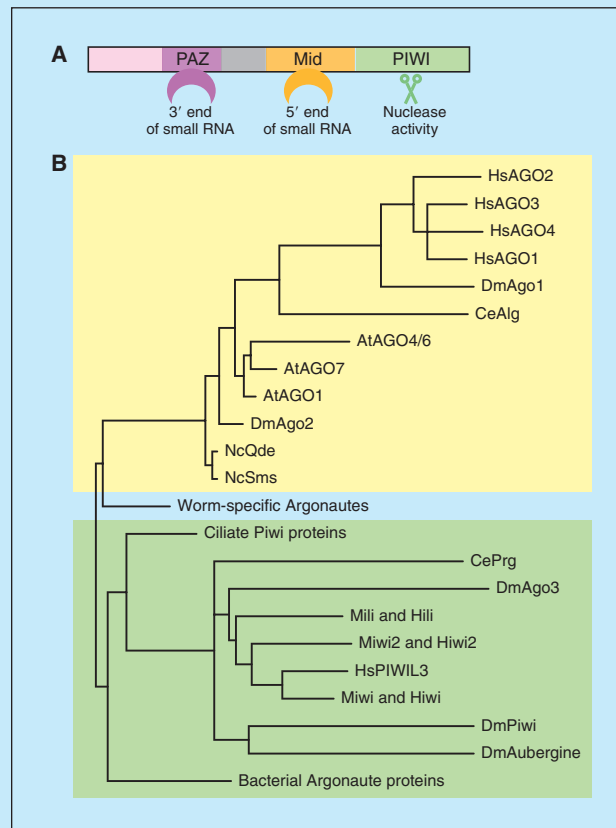 A
PAZ
Mid
PIWI
3′ end
of small RNA
5′ end
of small RNA
Nuclease
activity
B
HsAGO2
HsAGO3
HsAGO4
HsAGO1
DmAgo1
CeAlg
AtAGO4/6
AtAGO7
AtAGO1
DmAgo2
NcQde
NcSms
Worm-specific Argonautes
Ciliate Piwi proteins
CePrg
DmAgo3
Mili and Hili
Miwi2 and Hiwi2
HsPIWIL3
Miwi and Hiwi
DmPiwi
DmAubergine
Bacterial Argonaute proteins